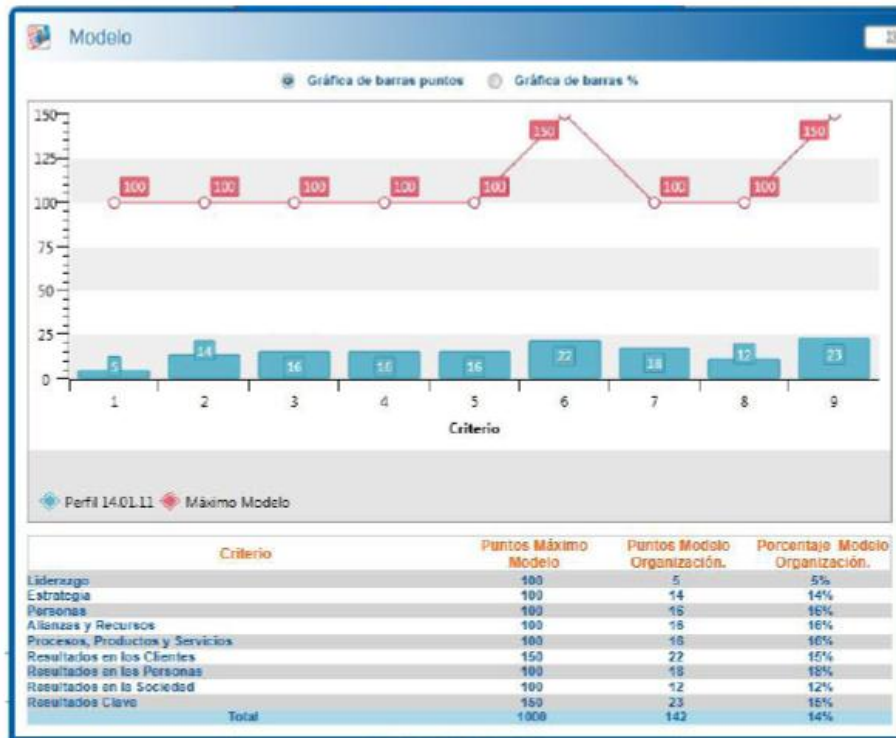 Modelo
Gráfica de barras puntos Gráfica de barras %
150
125
100
75
50
25
0
100 100 100 100 100 150 100 100 150
5 14 16 16 16 22 18 12 23
1 2 3 4 5 6 7 8 9
Criterio
Perfil 14.01.11 Máximo Modelo
Criterio Puntos Máximo Modelo Puntos Modelo Organización. Porcentaje Modelo Organización.
Liderazgo 100 5 5%
Estrategia 100 14 14%
Personas 100 16 16%
Alianzas y Recursos 100 16 16%
Procesos, Productos y Servicios 100 16 16%
Resultados en los Clientes 150 22 15%
Resultados en las Personas 100 18 18%
Resultados en la Sociedad 100 12 12%
Resultados Clave 150 23 15%
Total 1000 142 14%